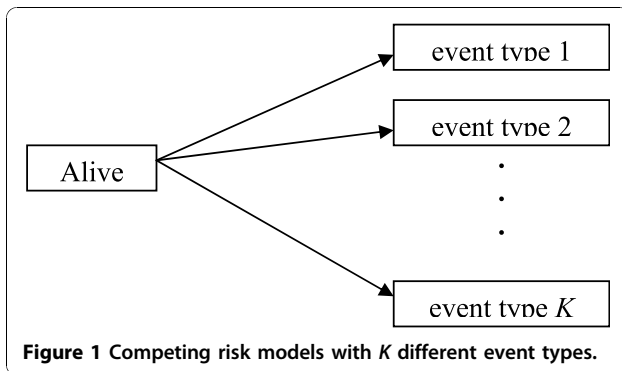 event type 1
event type 2
Alive
.
.
.
event type K
Figure 1 Competing risk models with K different event types.